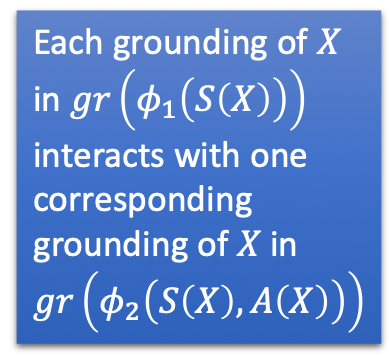 Each grounding of 𝑋
in 𝑔𝑟(𝜙₁(𝑆(𝑋)))
interacts with one
corresponding
grounding of 𝑋 in
𝑔𝑟(𝜙₂(𝑆(𝑋), 𝐴(𝑋)))